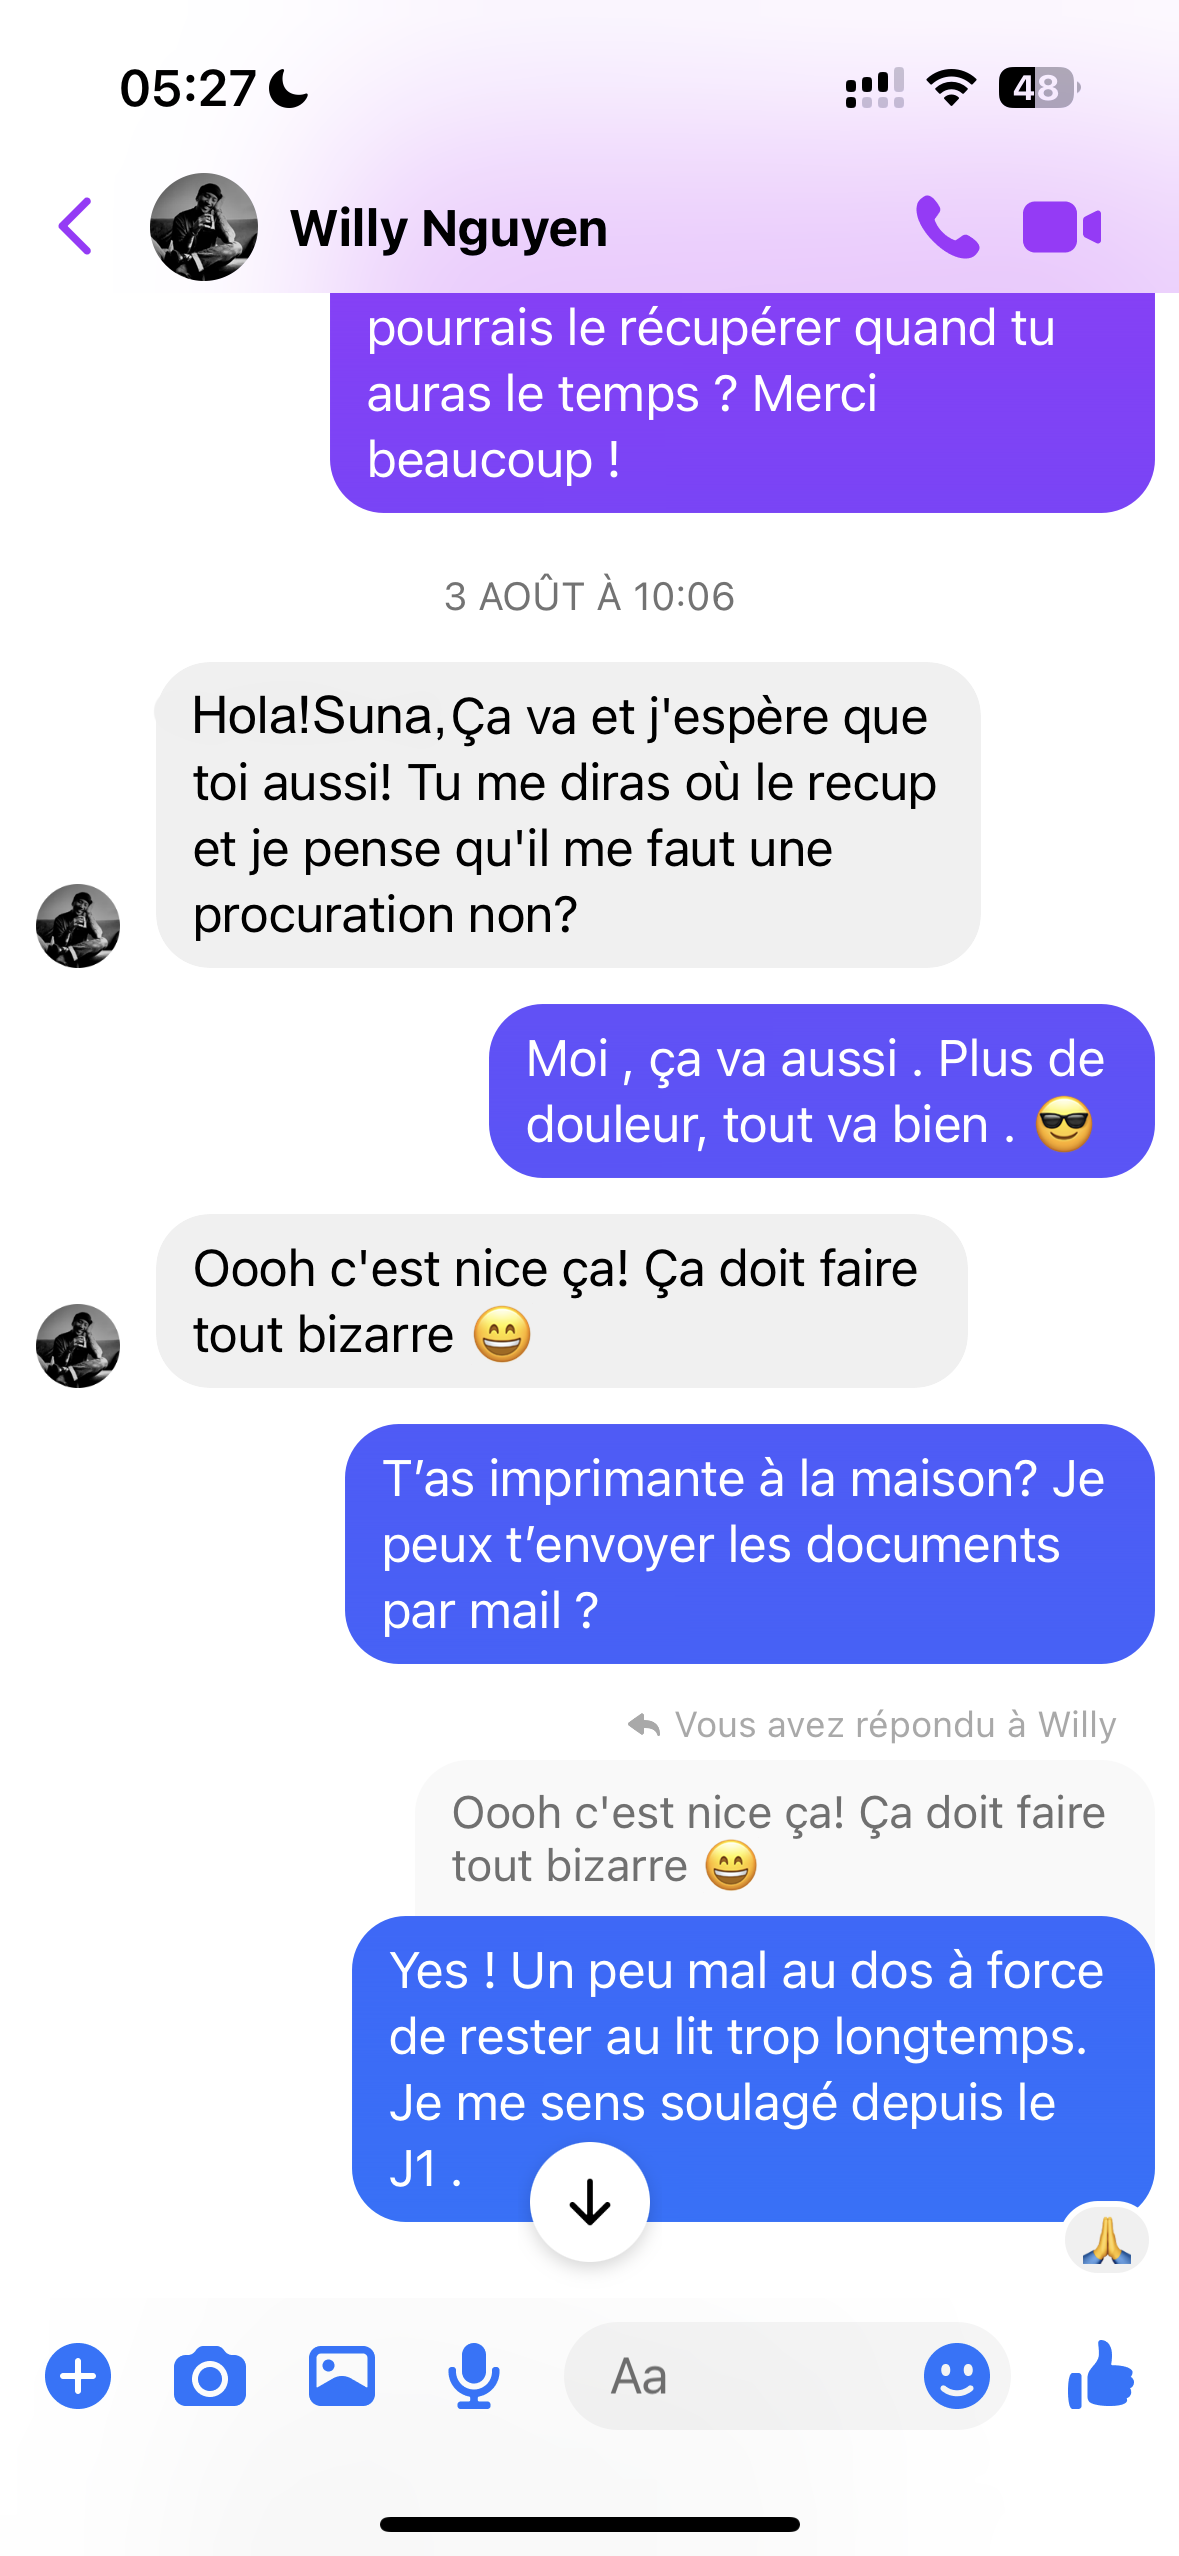 05:27
48
Willy Nguyen
pourrais le récupérer quand tu
auras le temps ? Merci
beaucoup !
3 AOÛT À 10:06
Hola!Suna,Ça va et j'espère que
toi aussi! Tu me diras où le recup
et je pense qu'il me faut une
procuration non?
Moi , ça va aussi . Plus de
douleur, tout va bien . 😎
Oooh c'est nice ça! Ça doit faire
tout bizarre 😄
T’as imprimante à la maison? Je
peux t’envoyer les documents
par mail ?
Vous avez répondu à Willy
Oooh c'est nice ça! Ça doit faire
tout bizarre 😄
Yes ! Un peu mal au dos à force
de rester au lit trop longtemps.
Je me sens soulagé depuis le
J1 .
🙏
Aa